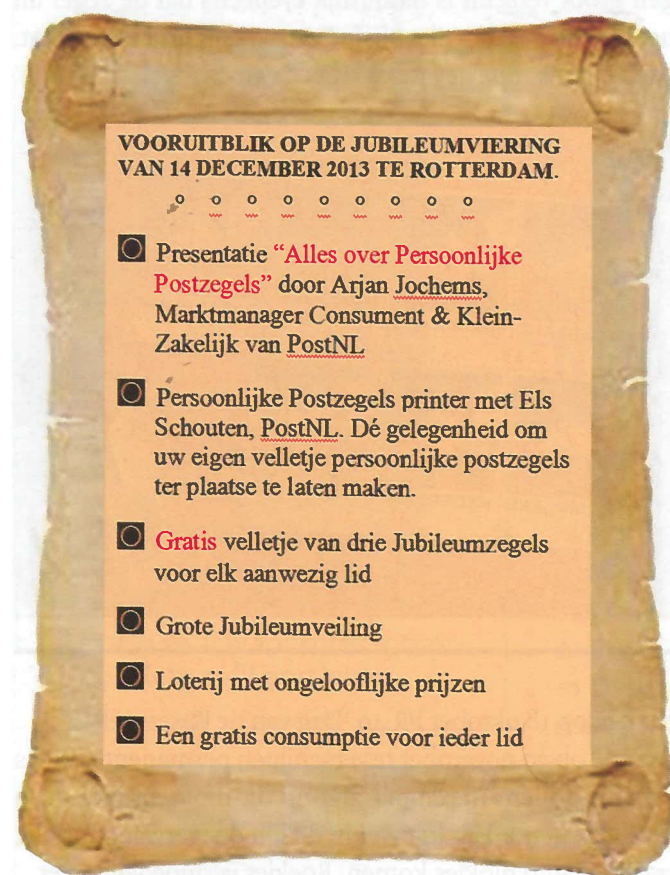 VOORUITBLIK OP DE JUBILEUMVIERING
VAN 14 DECEMBER 2013 TE ROTTERDAM.
o o o o o o o o o
Presentatie “Alles over Persoonlijke
Postzegels” door Arjan Jochems,
Marktmanager Consument & Klein-
Zakelijk van PostNL
Persoonlijke Postzegels printer met Els
Schouten, PostNL. Dé gelegenheid om
uw eigen velletje persoonlijke postzegels
ter plaatse te laten maken.
Gratis velletje van drie Jubileumzegels
voor elk aanwezig lid
Grote Jubileumveiling
Loterij met ongelooflijke prijzen
Een gratis consumptie voor ieder lid